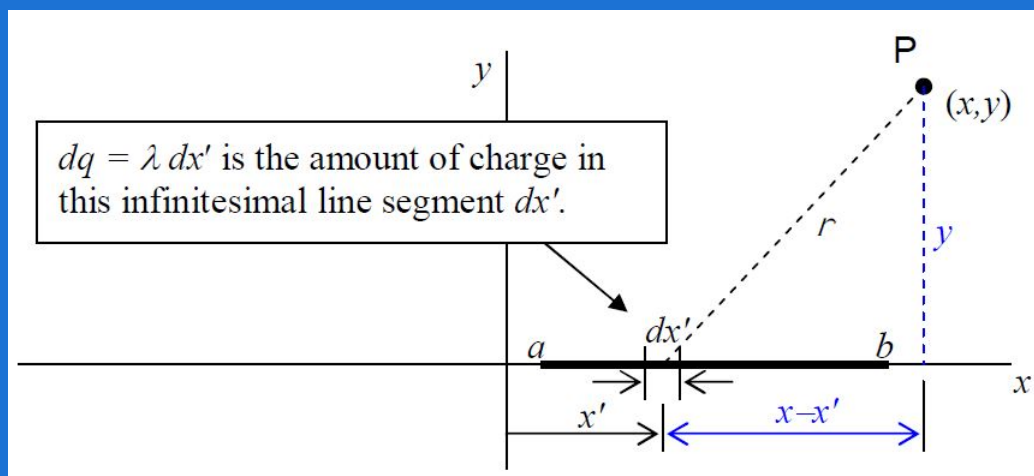 P
y
(x,y)
dq = λ dx′ is the amount of charge in
this infinitesimal line segment dx′.
r
y
dx′
a
b
x
x′
x–x′